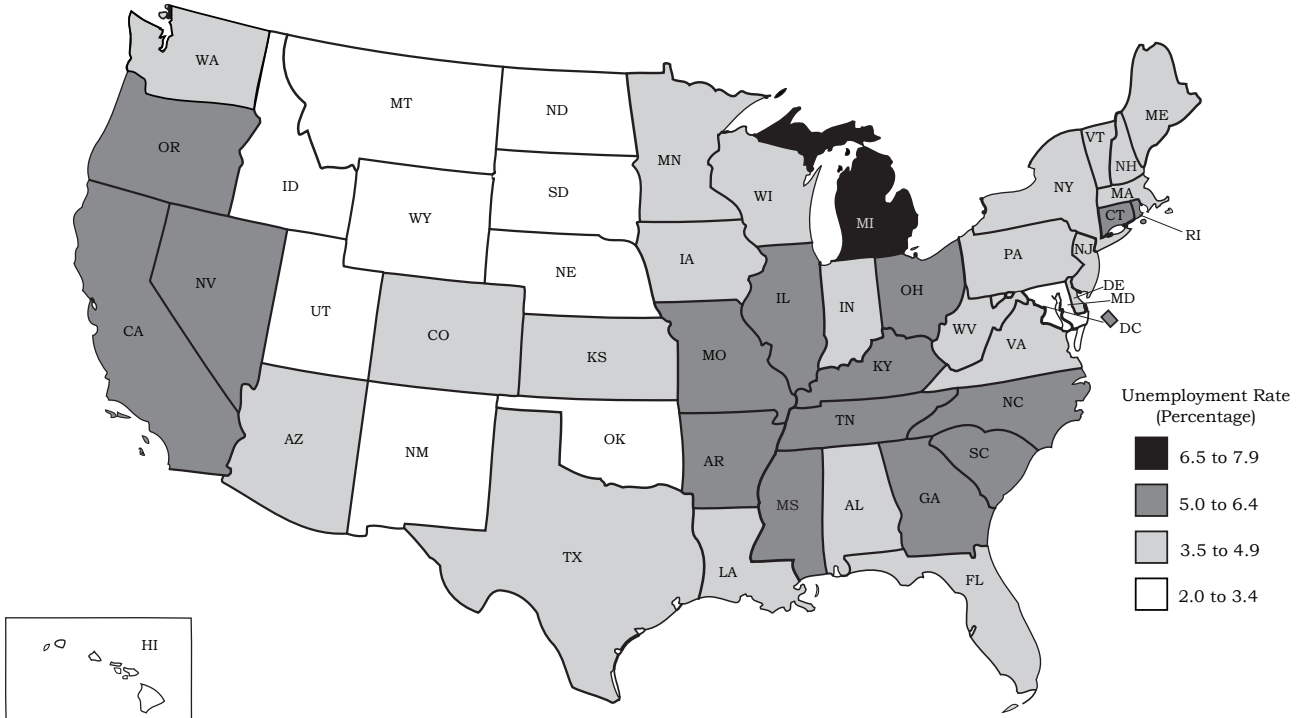 WA
MT
ND
MN
ME
VT
NH
OR
ID
SD
WI
NY
MA
WY
MI
CT
RI
IA
PA
NJ
NE
NV
UT
CO
IL
IN
OH
DE
MD
DC
CA
KS
MO
WV
VA
KY
AZ
NM
OK
AR
TN
NC
SC
MS
AL
GA
TX
LA
FL
HI
Unemployment Rate
(Percentage)
6.5 to 7.9
5.0 to 6.4
3.5 to 4.9
2.0 to 3.4